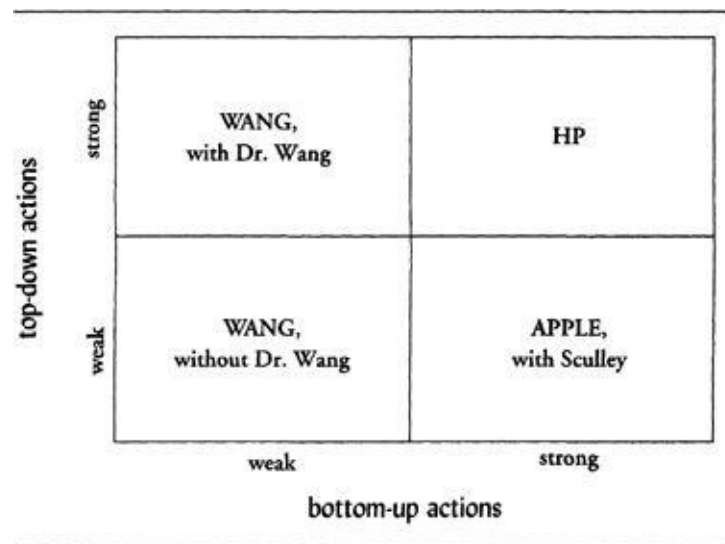 top-down actions
strong
WANG,
with Dr. Wang
HP
weak
WANG,
without Dr. Wang
APPLE,
with Sculley
weak
strong
bottom-up actions